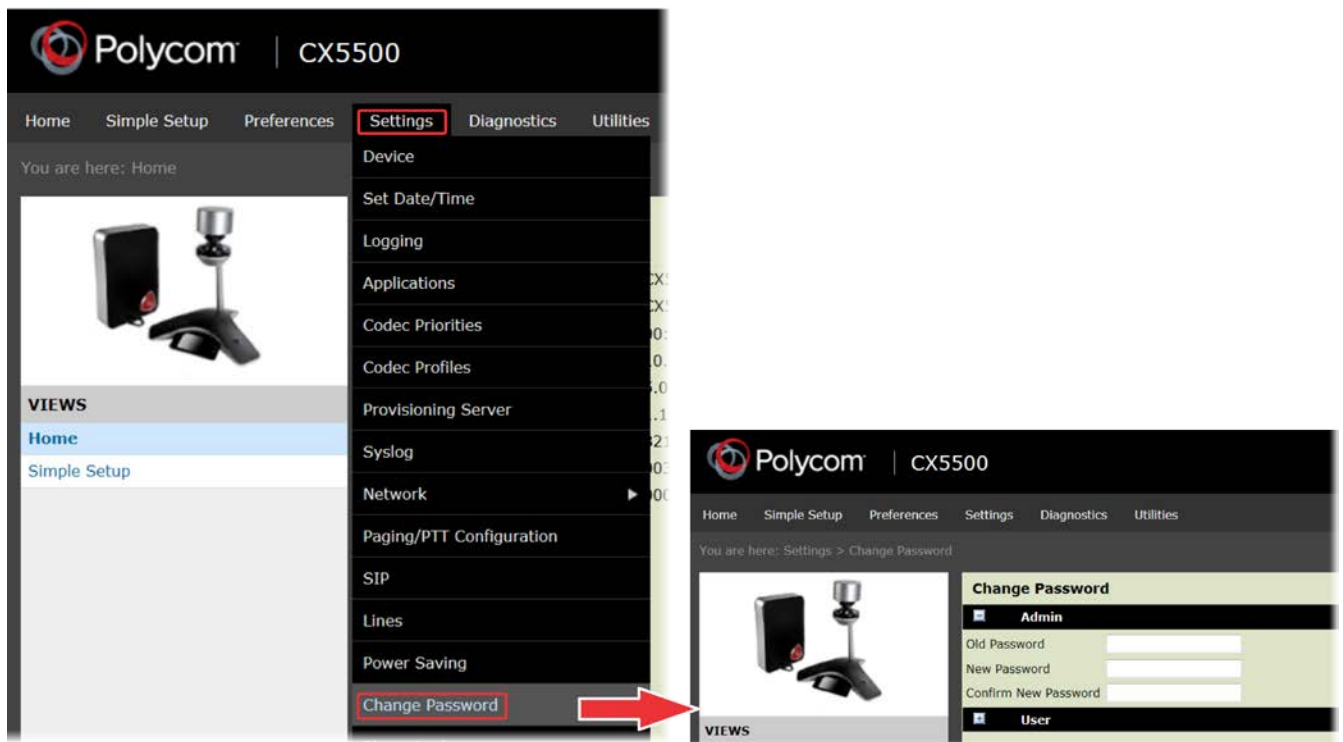 Polycom | CX5500
Home Simple Setup Preferences Settings Diagnostics Utilities
You are here: Home
Device
Set Date/Time
Logging
Applications
Codec Priorities
Codec Profiles
Provisioning Server
Syslog
Network
Paging/PTT Configuration
SIP
Lines
Power Saving
Change Password
VIEWS
Home
Simple Setup
Polycom | CX5500
Home Simple Setup Preferences Settings Diagnostics Utilities
You are here: Settings > Change Password
Change Password
Admin
Old Password
New Password
Confirm New Password
User
VIEWS